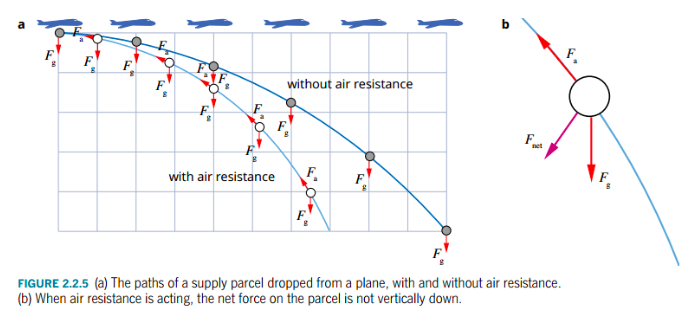 a
b
F a
F g
F g
F g
F a
F g
F a
F g
F g
F a
F g
F g
F a
F g
F g
F g
without air resistance
with air resistance
F a
F net
F g
FIGURE 2.2.5 (a) The paths of a supply parcel dropped from a plane, with and without air resistance.
(b) When air resistance is acting, the net force on the parcel is not vertically down.